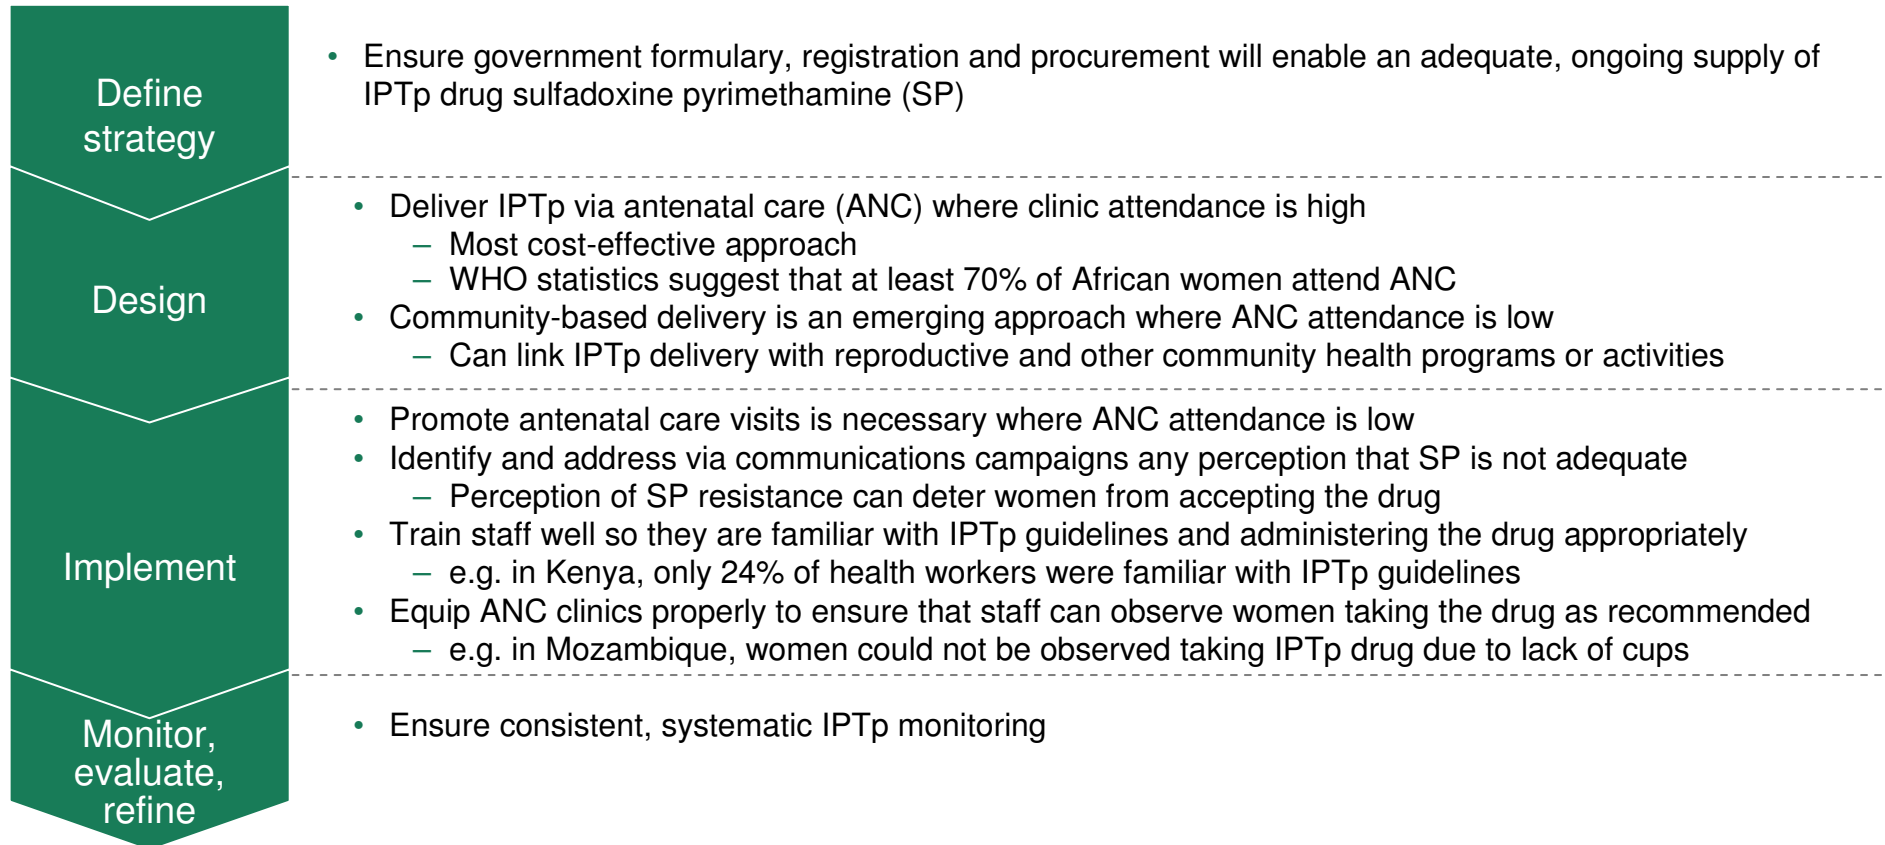 Define
strategy
• Ensure government formulary, registration and procurement will enable an adequate, ongoing supply of
IPTp drug sulfadoxine pyrimethamine (SP)
Design
• Deliver IPTp via antenatal care (ANC) where clinic attendance is high
– Most cost-effective approach
– WHO statistics suggest that at least 70% of African women attend ANC
• Community-based delivery is an emerging approach where ANC attendance is low
– Can link IPTp delivery with reproductive and other community health programs or activities
Implement
• Promote antenatal care visits is necessary where ANC attendance is low
• Identify and address via communications campaigns any perception that SP is not adequate
– Perception of SP resistance can deter women from accepting the drug
• Train staff well so they are familiar with IPTp guidelines and administering the drug appropriately
– e.g. in Kenya, only 24% of health workers were familiar with IPTp guidelines
• Equip ANC clinics properly to ensure that staff can observe women taking the drug as recommended
– e.g. in Mozambique, women could not be observed taking IPTp drug due to lack of cups
Monitor,
evaluate,
refine
• Ensure consistent, systematic IPTp monitoring